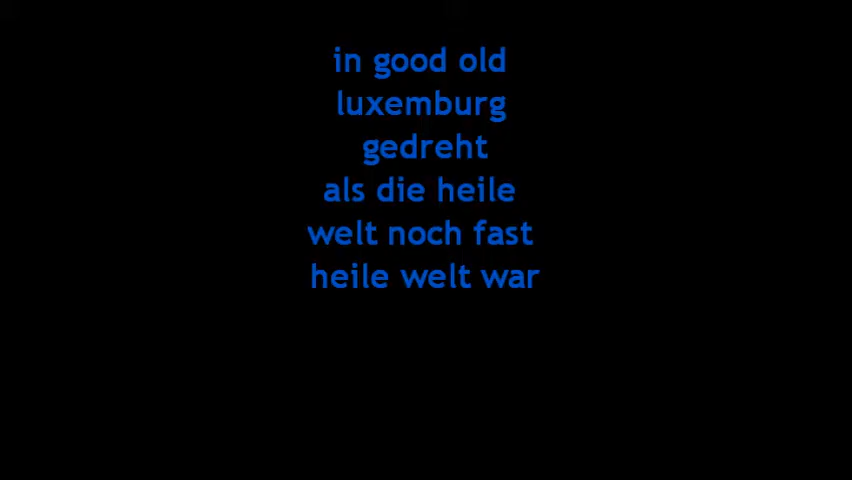 in good old
luxemburg
gedreht
als die heile
welt noch fast
heile welt war